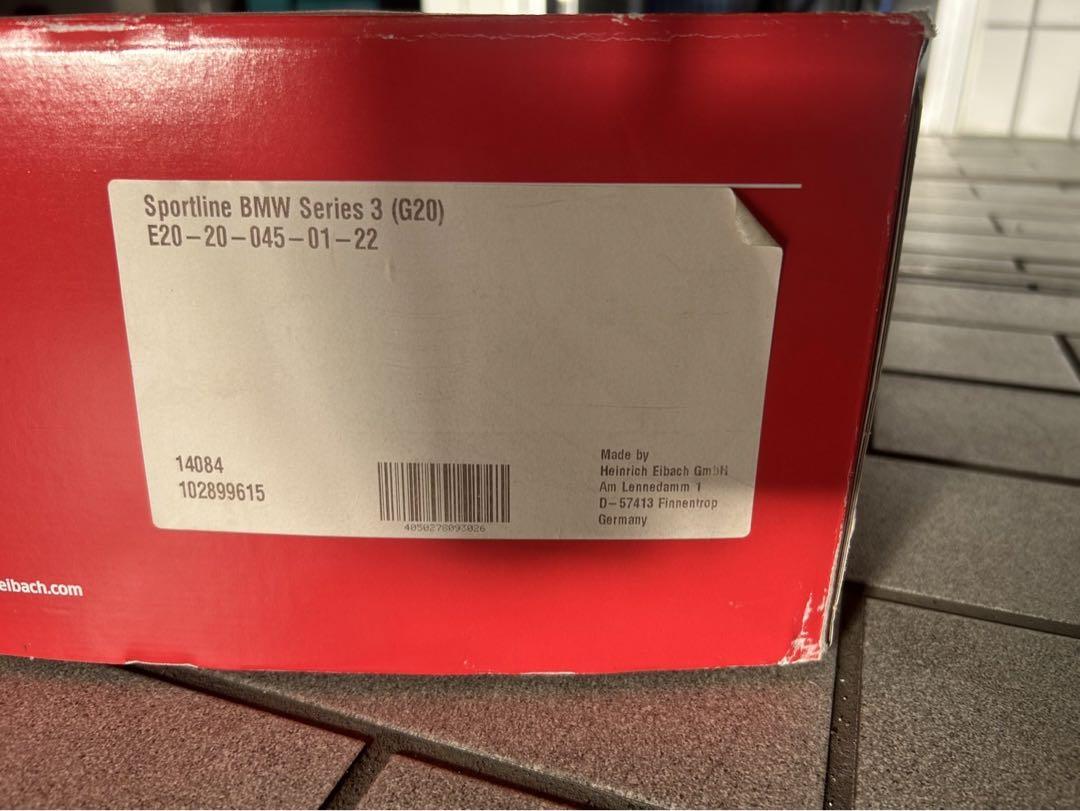 Sportline BMW Series 3 (G20)
E20-20-045-01-22
14084
102899615
4050278093026
Made by
Heinrich Eibach GmbH
Am Lennedamm 1
D-57413 Finnentrop
Germany
eibach.com